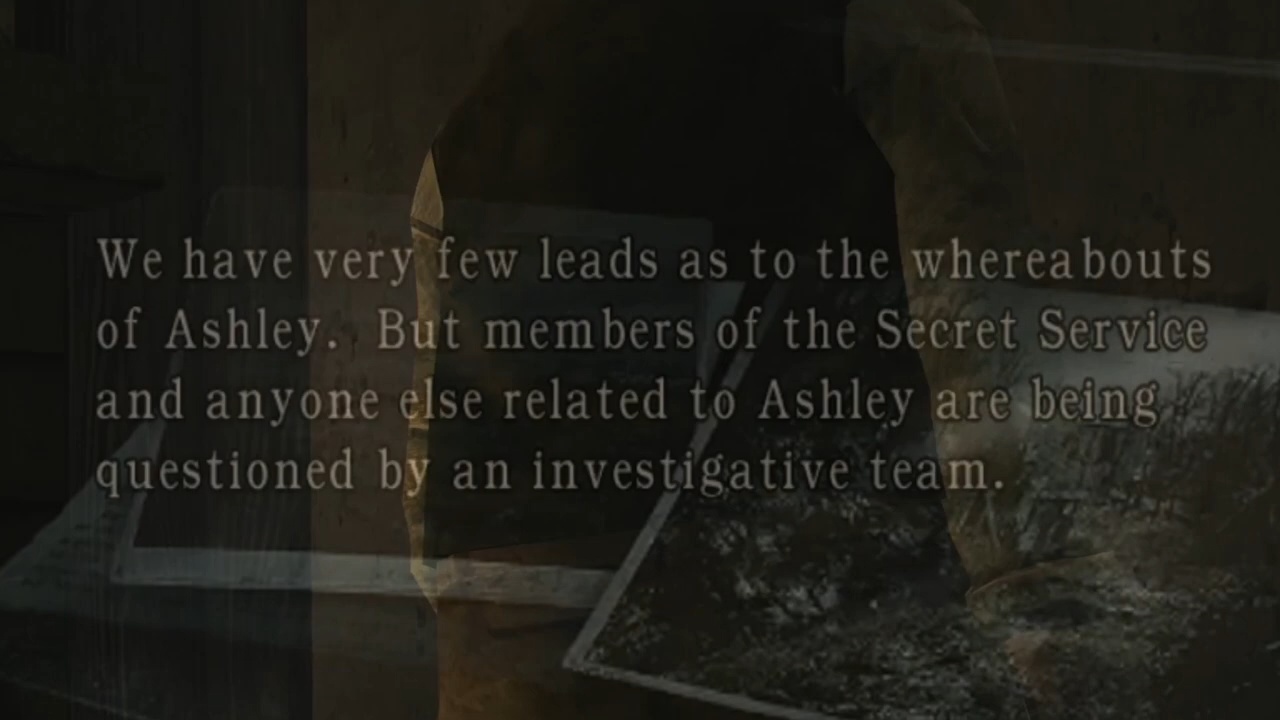 We have very few leads as to the whereabouts
of Ashley. But members of the Secret Service
and anyone else related to Ashley are being
questioned by an investigative team.